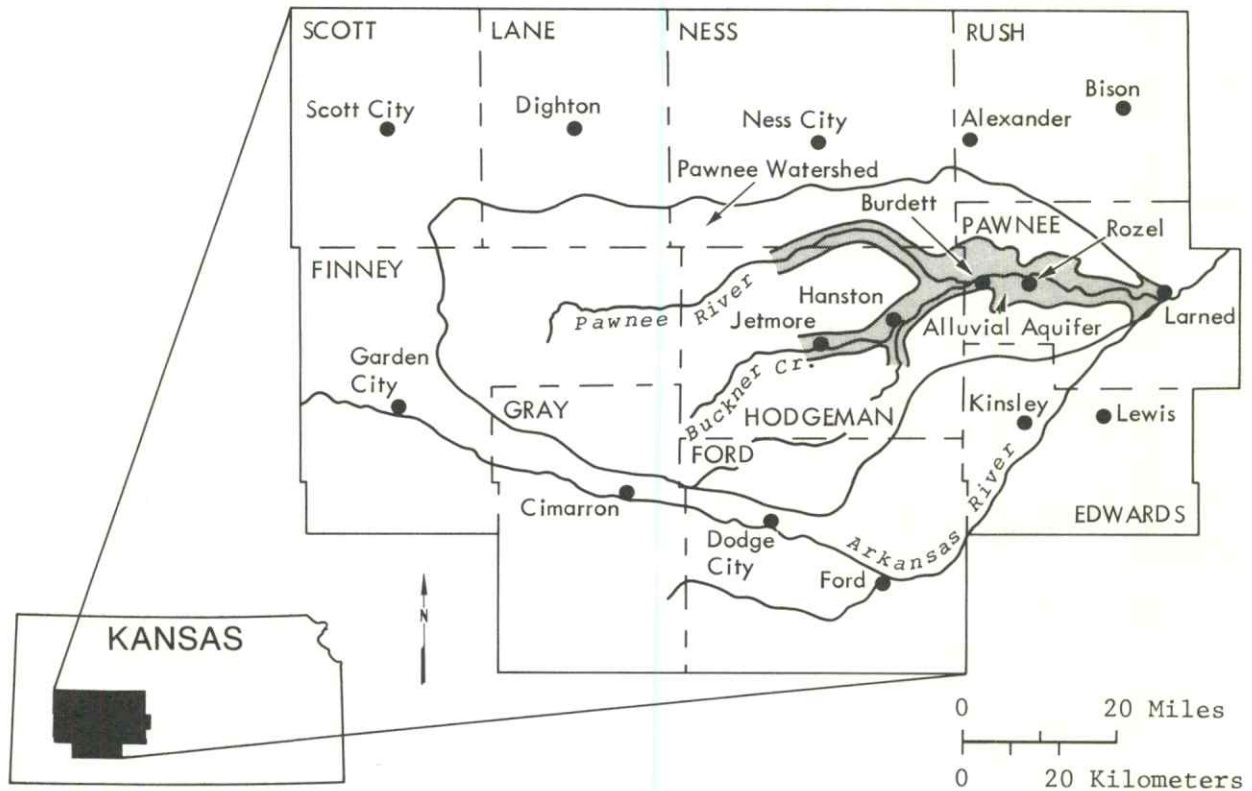 SCOTT
LANE
NESS
RUSH
Scott City
Dighton
Ness City
Alexander
Bison
Pawnee Watershed
Burdett
PAWNEE
Rozel
FINNEY
Pawnee River
Hanston
Jetmore
Alluvial Aquifer
Larned
Garden
City
Buckner Cr.
GRAY
HODGEMAN
FORD
Kinsley
Lewis
Cimarron
Dodge
City
Arkansas River
EDWARDS
Ford
N
KANSAS
0 20 Miles
0 20 Kilometers